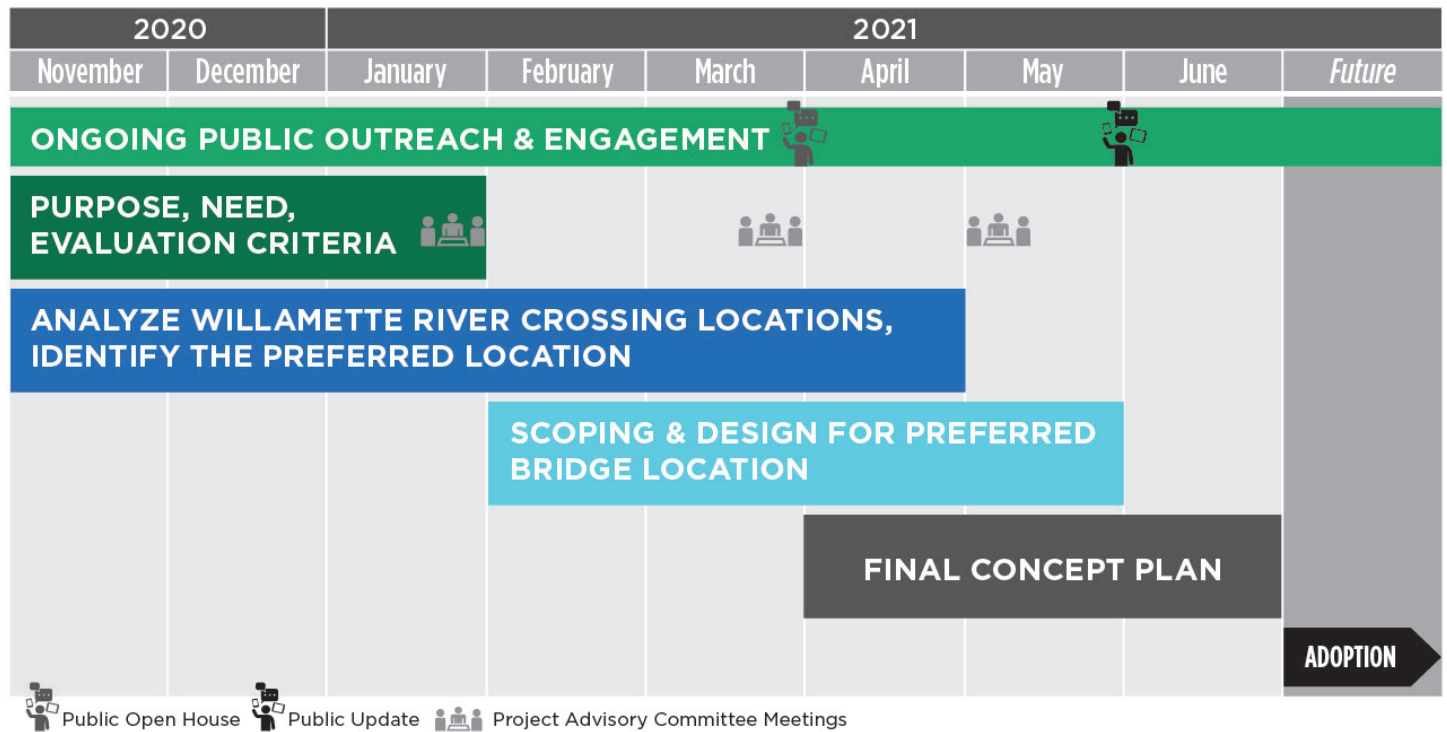 2020 2021
November December January February March April May June Future
ONGOING PUBLIC OUTREACH & ENGAGEMENT
PURPOSE, NEED,
EVALUATION CRITERIA
ANALYZE WILLAMETTE RIVER CROSSING LOCATIONS,
IDENTIFY THE PREFERRED LOCATION
SCOPING & DESIGN FOR PREFERRED
BRIDGE LOCATION
FINAL CONCEPT PLAN
ADOPTION
Public Open House Public Update Project Advisory Committee Meetings